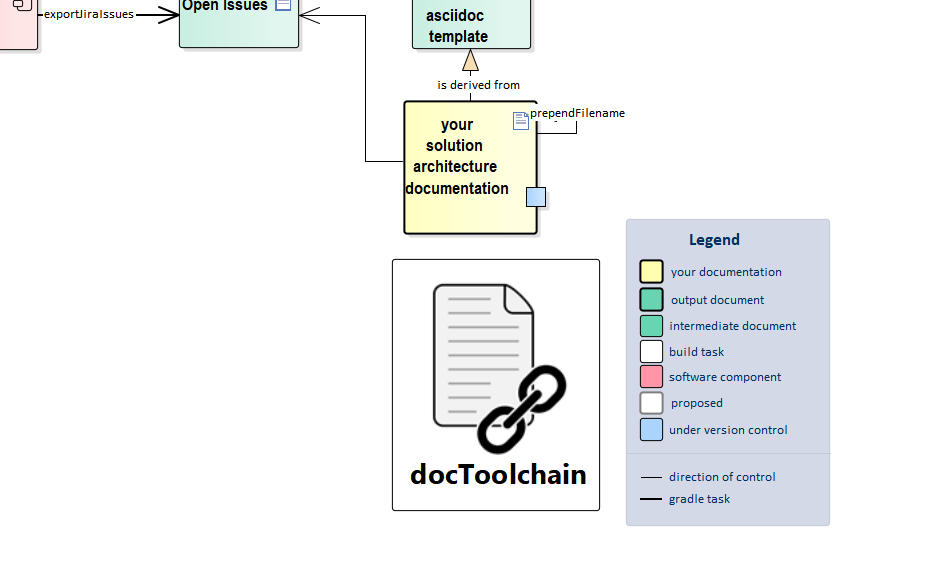 exportJiraIssues
Open Issues
asciidoc
template
is derived from
prependFilename
your
solution
architecture
documentation
docToolchain
Legend
your documentation
output document
intermediate document
build task
software component
proposed
under version control
direction of control
gradle task